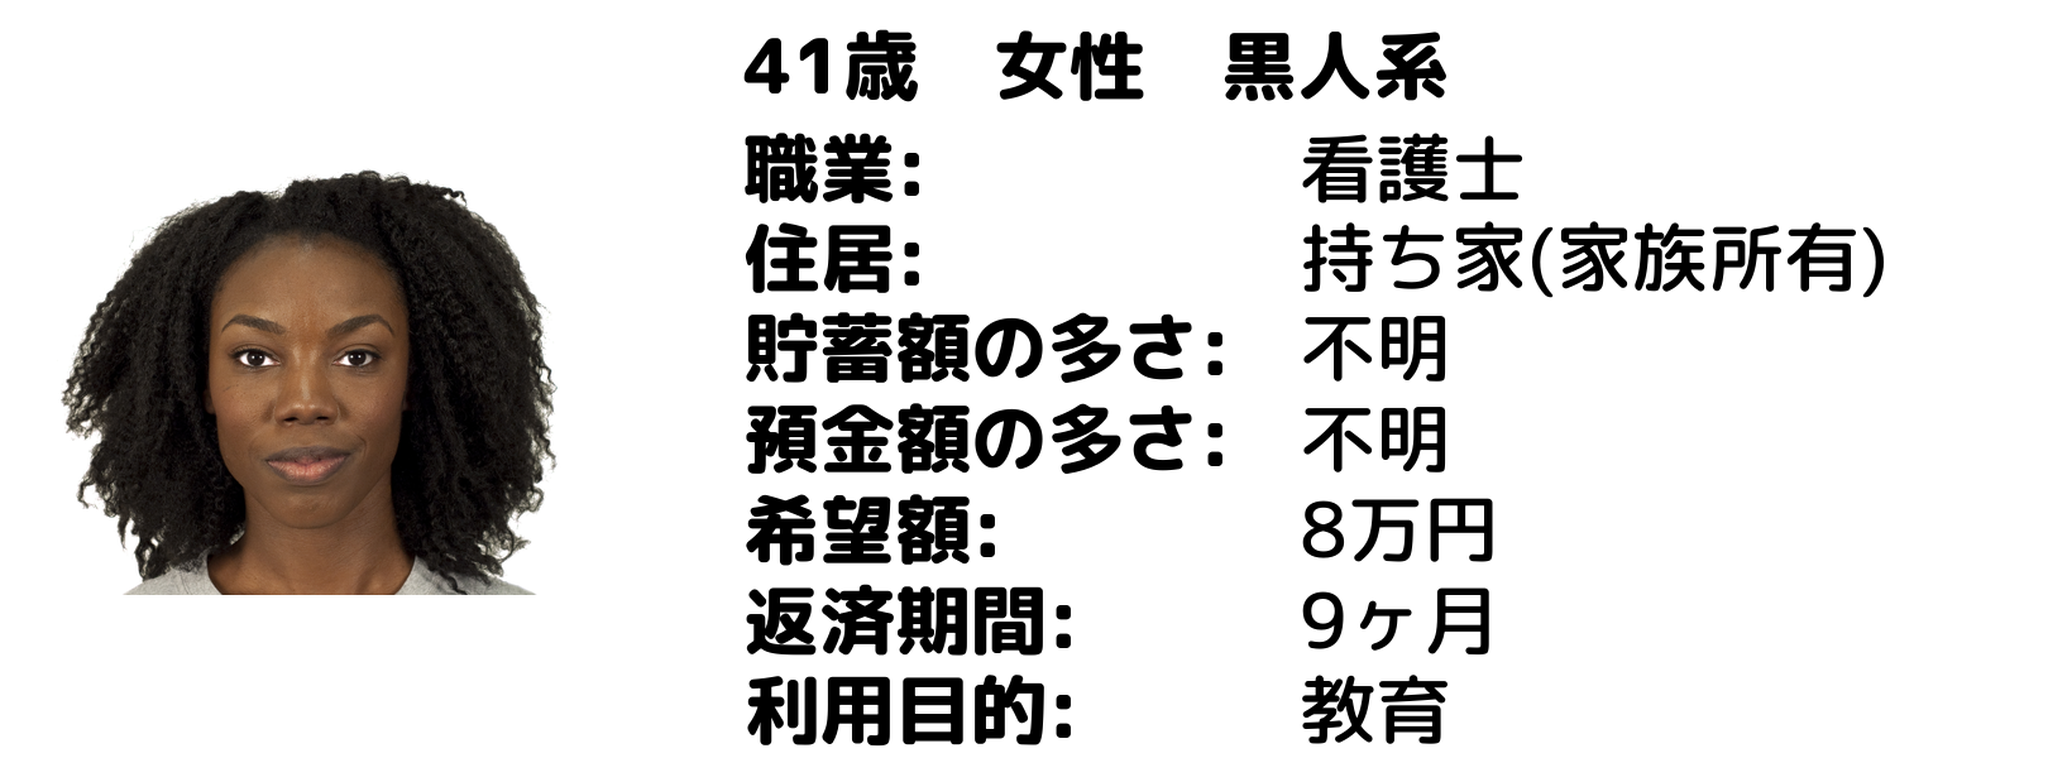 41歳　女性　黒人系
職業: 看護士
住居: 持ち家(家族所有)
貯蓄額の多さ: 不明
預金額の多さ: 不明
希望額: 8万円
返済期間: 9ヶ月
利用目的: 教育